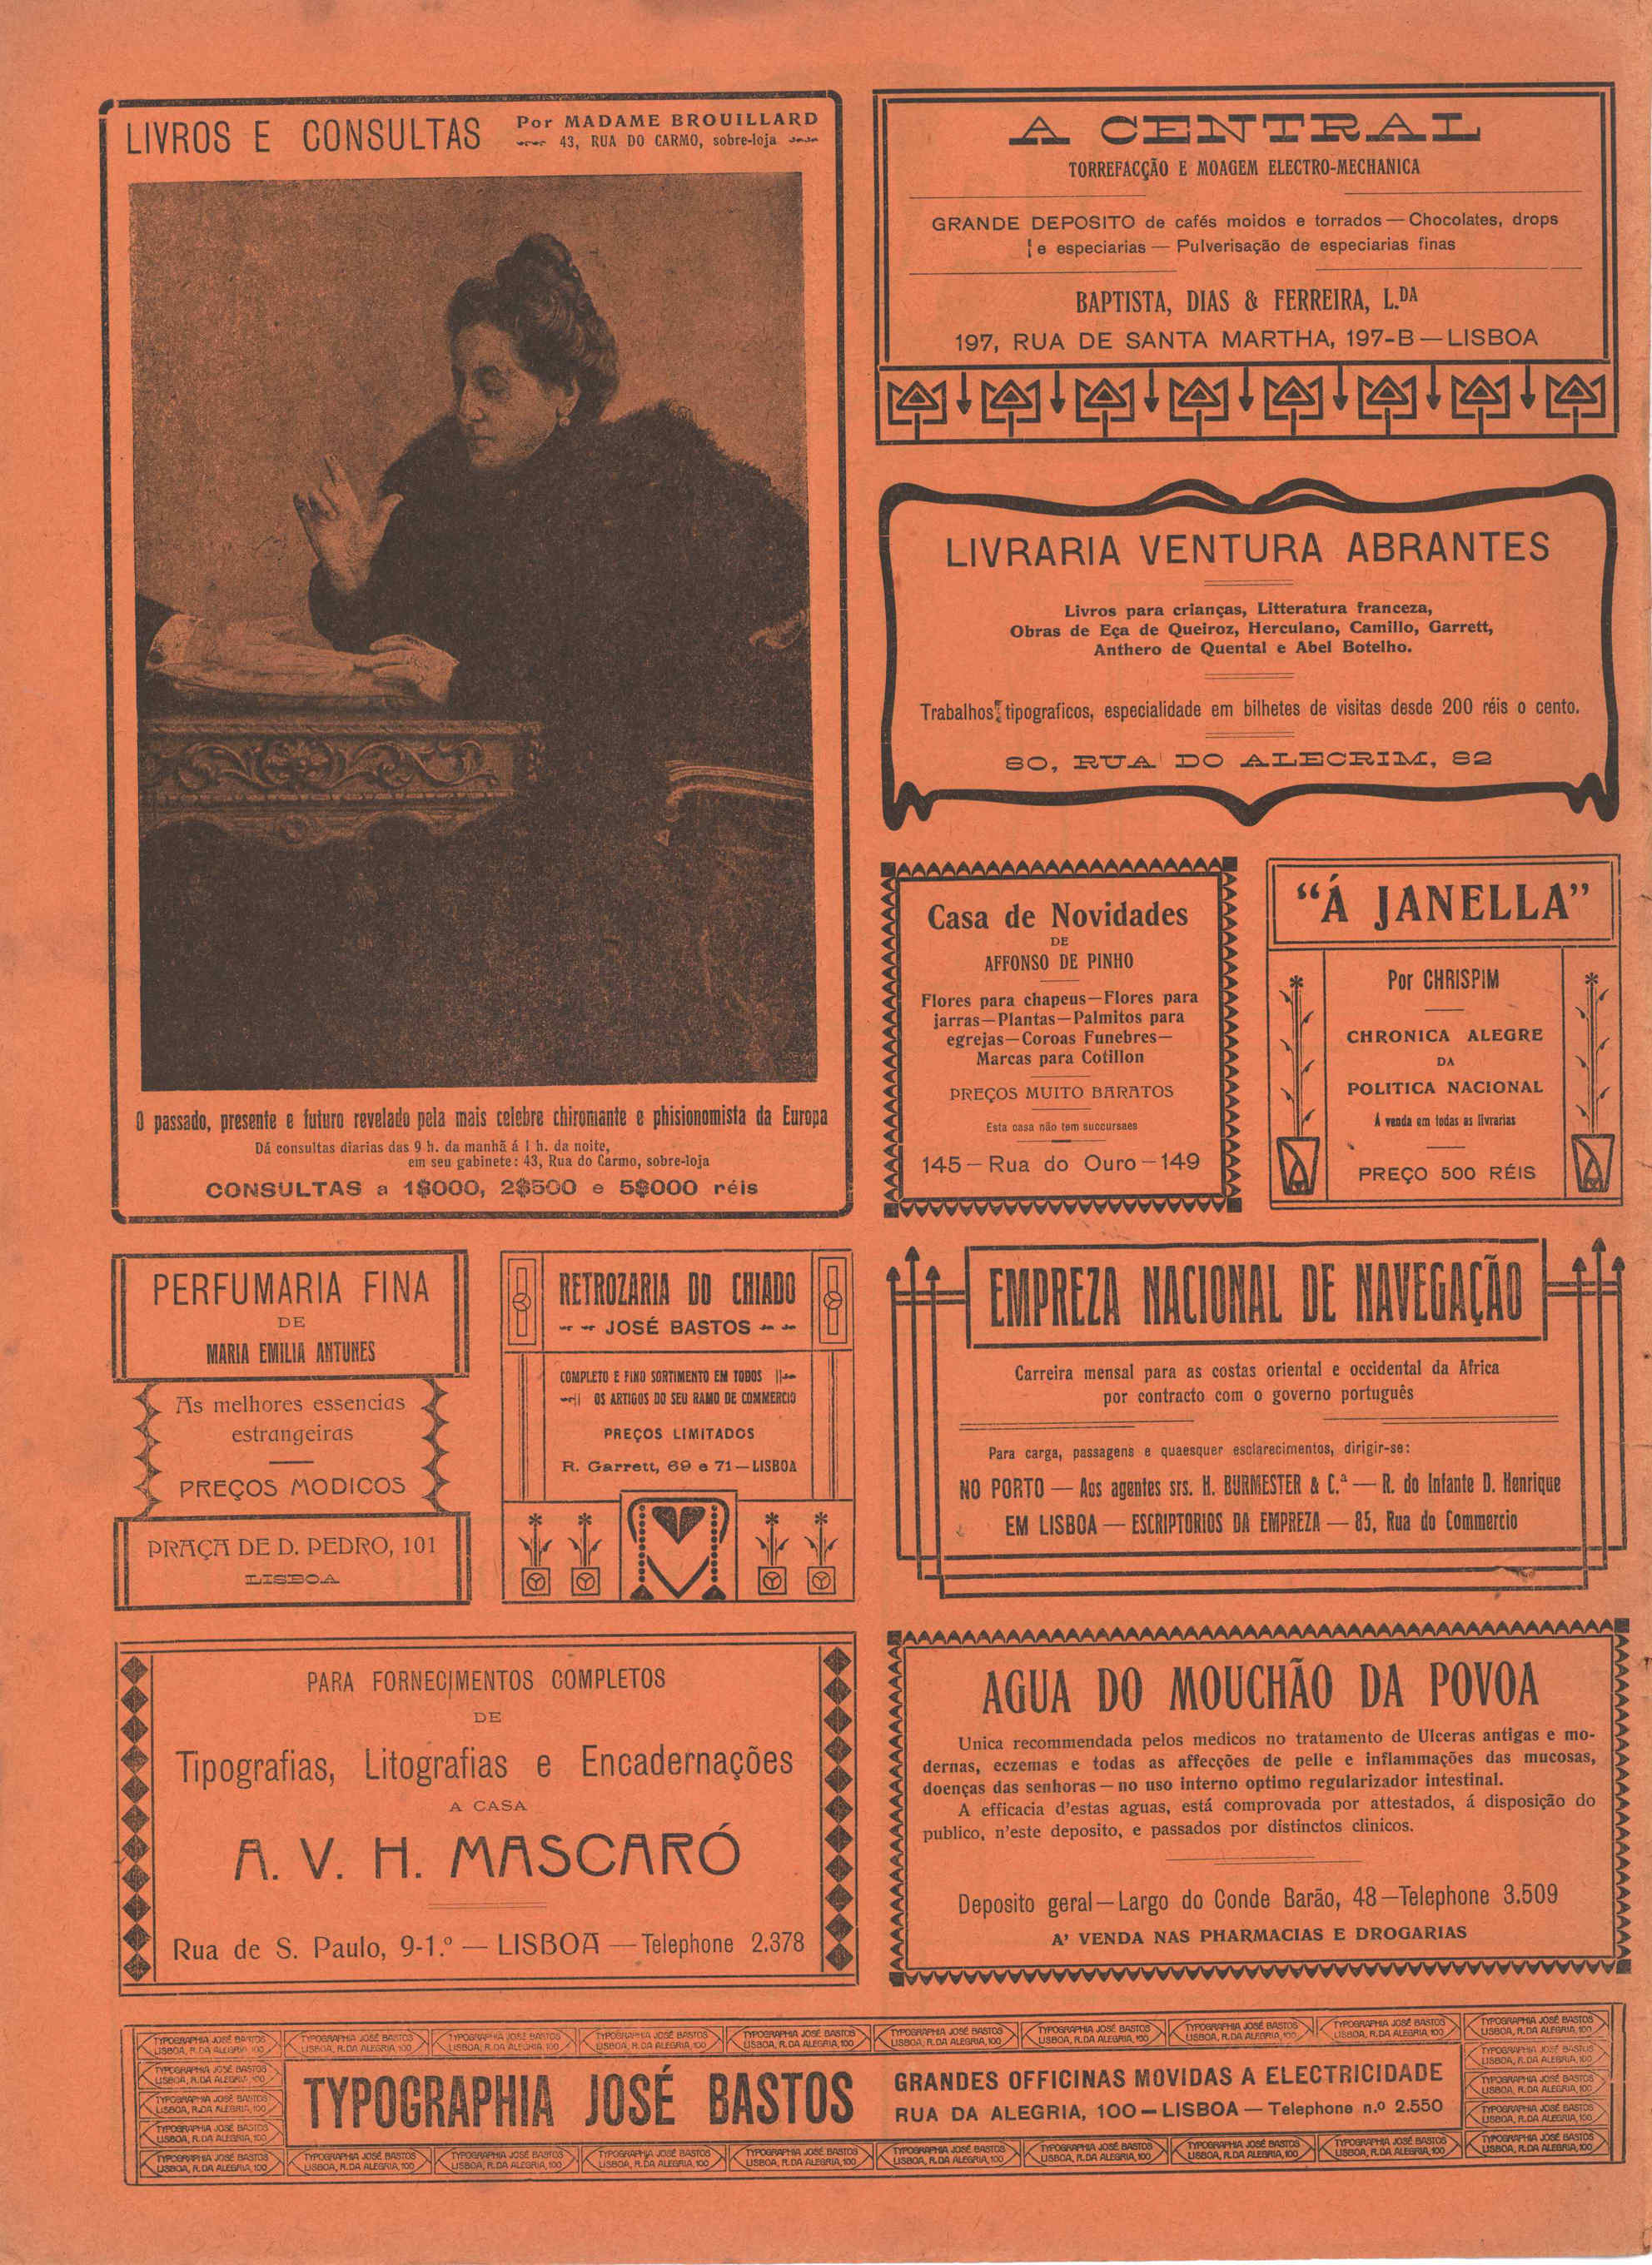 LIVROS E CONSULTAS
Por MADAME BROUILLARD
43, RUA DO CARMO, sobre-loja
O passado, presente e futuro revelado pela mais celebre chiromante e phisionomista da Europa
Dá consultas diarias das 9 h. da manhã á 1 h. da noite,
em seu gabinete: 43, Rua do Carmo, sobre-loja
CONSULTAS a 1$000, 2$500 e 5$000 réis
A CENTRAL
TORREFACÇÃO E MOAGEM ELECTRO-MECHANICA
GRANDE DEPOSITO de cafés moidos e torrados — Chocolates, drops
e especiarias — Pulverisação de especiarias finas
BAPTISTA, DIAS & FERREIRA, L.DA
197, RUA DE SANTA MARTHA, 197-B — LISBOA
LIVRARIA VENTURA ABRANTES
Livros para crianças, Litteratura franceza,
Obras de Eça de Queiroz, Herculano, Camillo, Garrett,
Anthero de Quental e Abel Botelho.
Trabalhos tipograficos, especialidade em bilhetes de visitas desde 200 réis o cento.
80, RUA DO ALECRIM, 82
Casa de Novidades
DE
AFFONSO DE PINHO
Flores para chapeus—Flores para
jarras—Plantas—Palmitos para
egrejas—Coroas Funebres—
Marcas para Cotillon
PREÇOS MUITO BARATOS
Esta casa não tem succursaes
145 — Rua do Ouro — 149
“Á JANELLA”
Por CHRISPIM
CHRONICA ALEGRE
DA
POLITICA NACIONAL
Á venda em todas as livrarias
PREÇO 500 RÉIS
PERFUMARIA FINA
DE
MARIA EMILIA ANTUNES
As melhores essencias
estrangeiras
PREÇOS MODICOS
PRAÇA DE D. PEDRO, 101
LISBOA
RETROZARIA DO CHIADO
JOSÉ BASTOS
COMPLETO E FINO SORTIMENTO EM TODOS
OS ARTIGOS DO SEU RAMO DE COMMERCIO
PREÇOS LIMITADOS
R. Garrett, 69 e 71 — LISBOA
EMPREZA NACIONAL DE NAVEGAÇÃO
Carreira mensal para as costas oriental e occidental da Africa
por contracto com o governo português
Para carga, passagens e quaesquer esclarecimentos, dirigir-se:
NO PORTO — Aos agentes srs. H. BURMESTER & C.ª — R. do Infante D. Henrique
EM LISBOA — ESCRIPTORIOS DA EMPREZA — 85, Rua do Commercio
PARA FORNECIMENTOS COMPLETOS
DE
Tipografias, Litografias e Encadernações
A CASA
A. V. H. MASCARÓ
Rua de S. Paulo, 9-1.º — LISBOA — Telephone 2.378
AGUA DO MOUCHÃO DA POVOA
Unica recommendada pelos medicos no tratamento de Ulceras antigas e mo-
dernas, eczemas e todas as affecções de pelle e inflammações das mucosas,
doenças das senhoras — no uso interno optimo regularizador intestinal.
A efficacia d'estas aguas, está comprovada por attestados, á disposição do
publico, n'este deposito, e passados por distinctos clinicos.
Deposito geral — Largo do Conde Barão, 48 — Telephone 3.509
A' VENDA NAS PHARMACIAS E DROGARIAS
TYPOGRAPHIA JOSÉ BASTOS
LISBOA, R. DA ALEGRIA, 100
TYPOGRAPHIA JOSÉ BASTOS
GRANDES OFFICINAS MOVIDAS A ELECTRICIDADE
RUA DA ALEGRIA, 100 — LISBOA — Telephone n.o 2.550